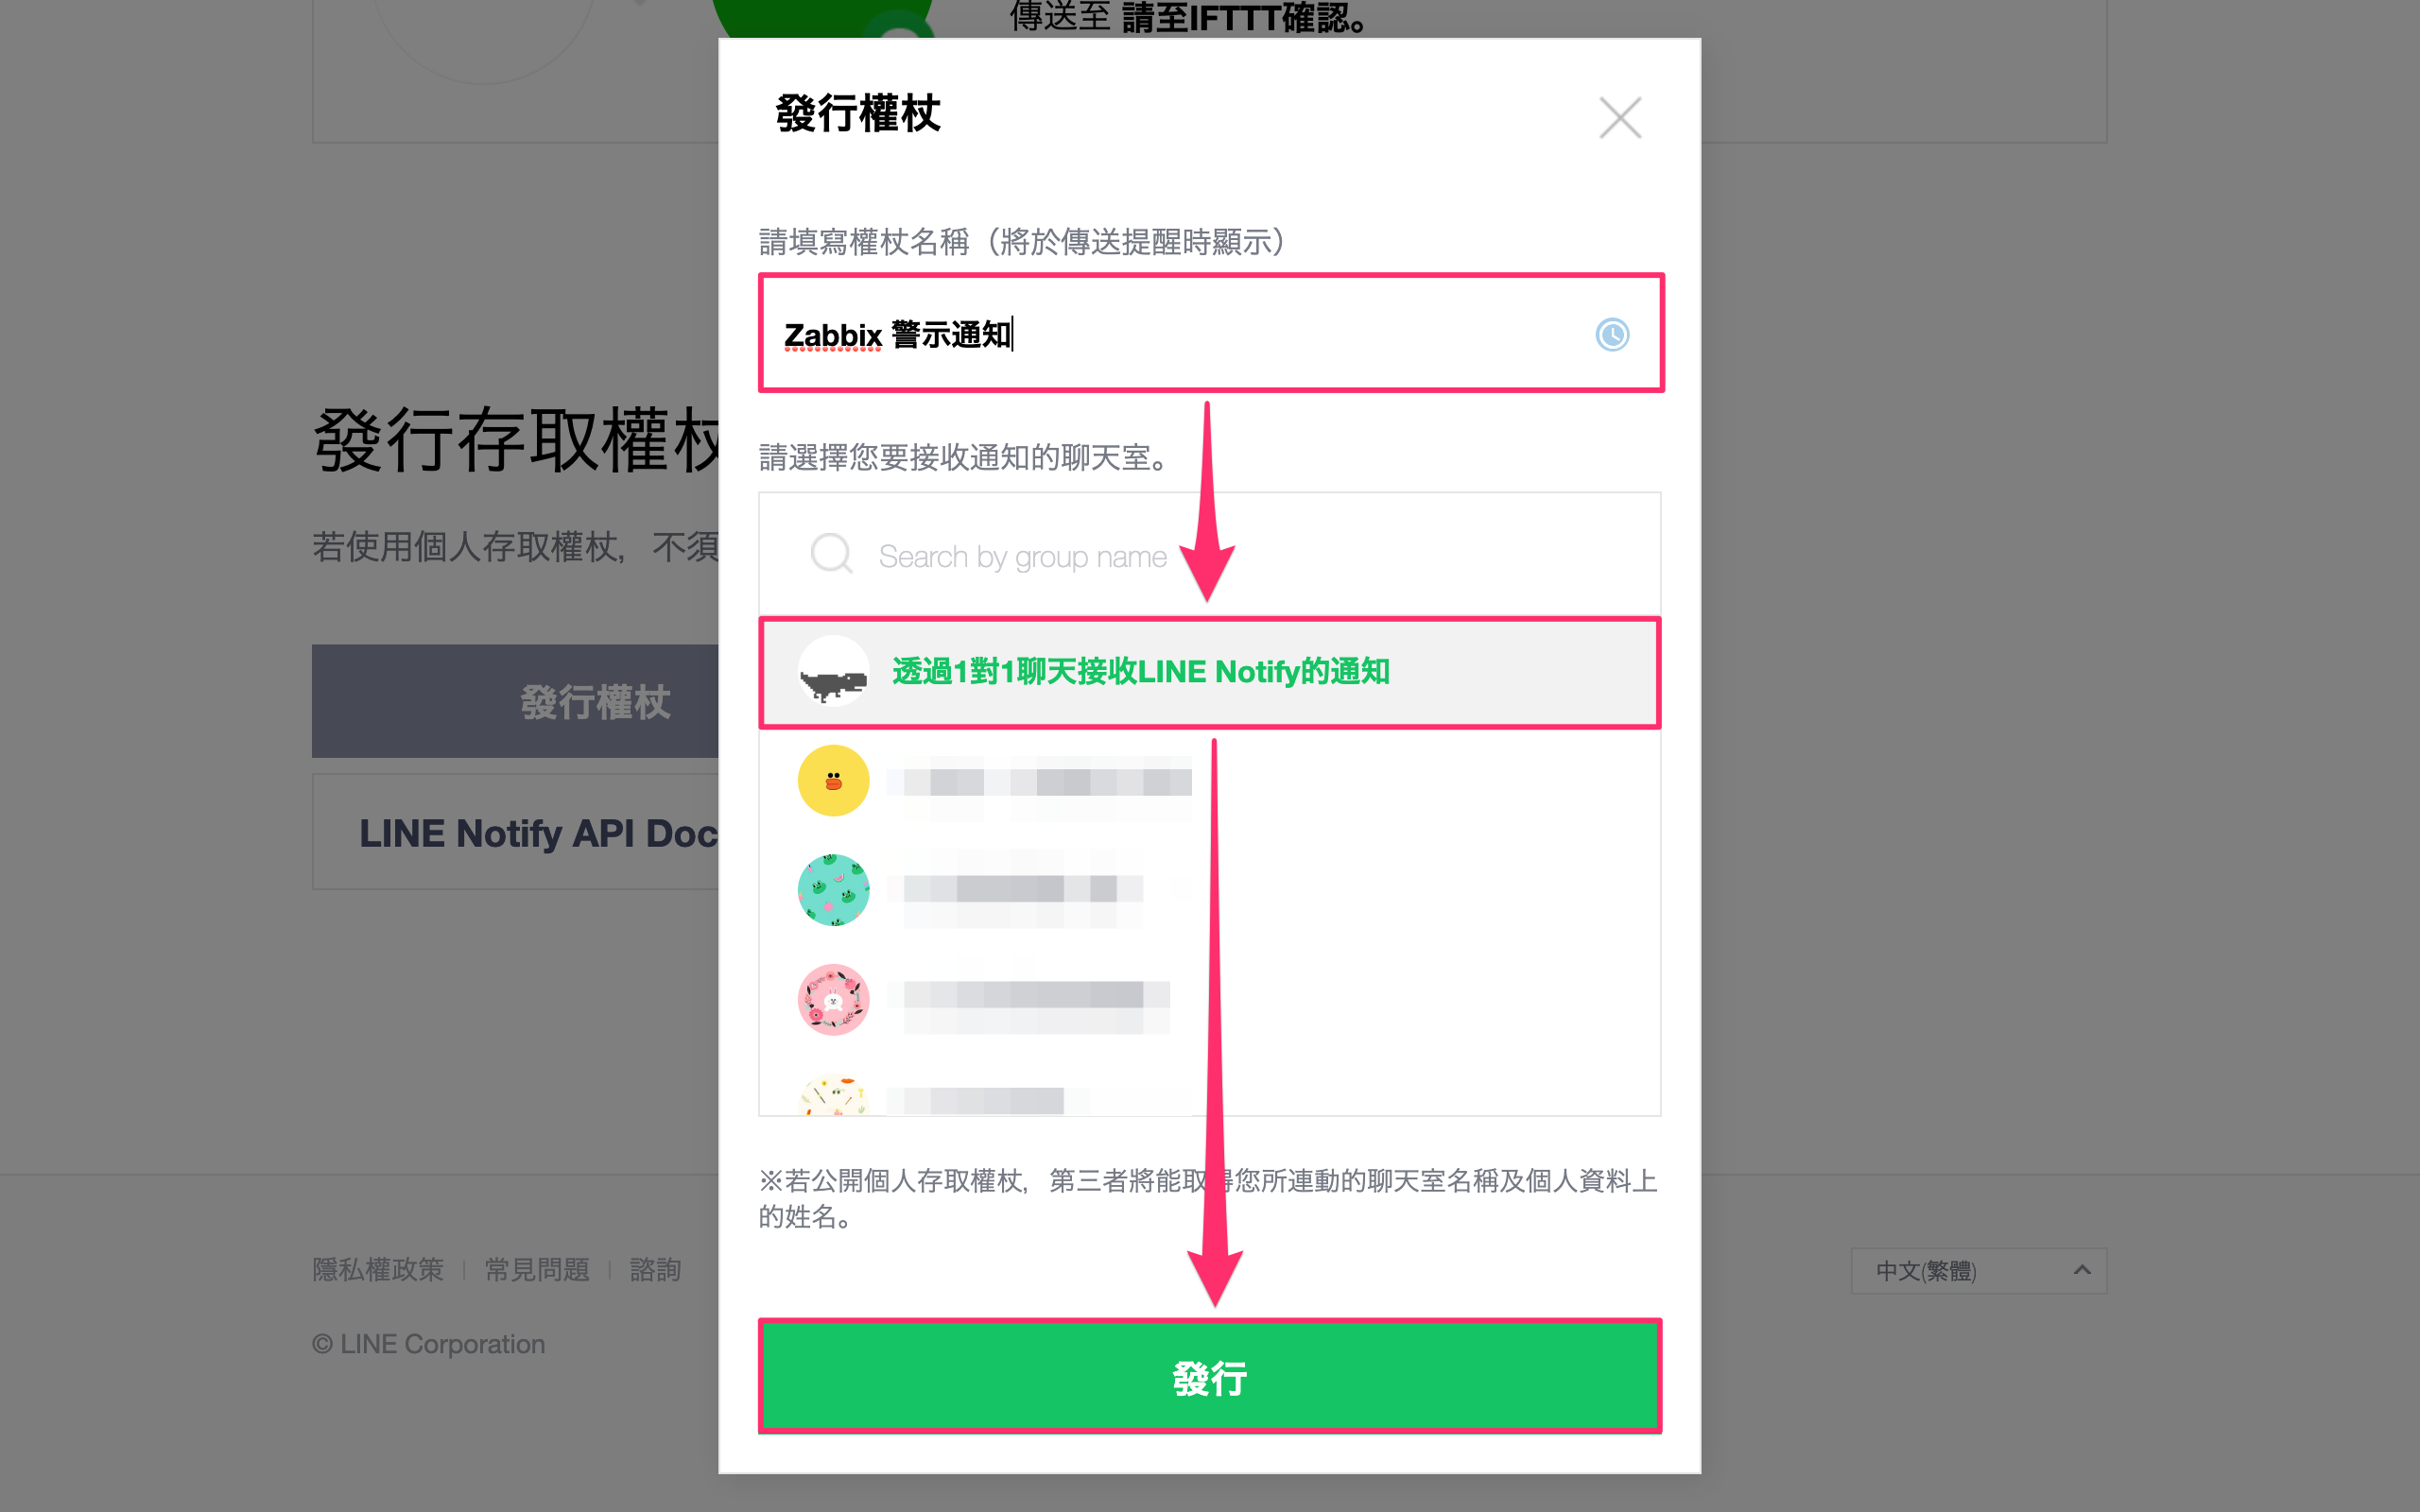 傳送至 請至IFTTT確認。
發行權杖
請填寫權杖名稱（將於傳送提醒時顯示）
Zabbix 警示通知
請選擇您要接收通知的聊天室。
Search by group name
透過1對1聊天接收LINE Notify的通知
※若公開個人存取權杖，第三者將能取得您所連動的聊天室名稱及個人資料上
的姓名。
發行
發行存取權杖
若使用個人存取權杖，不須
發行權杖
LINE Notify API Doc
隱私權政策
常見問題
諮詢
© LINE Corporation
中文(繁體)